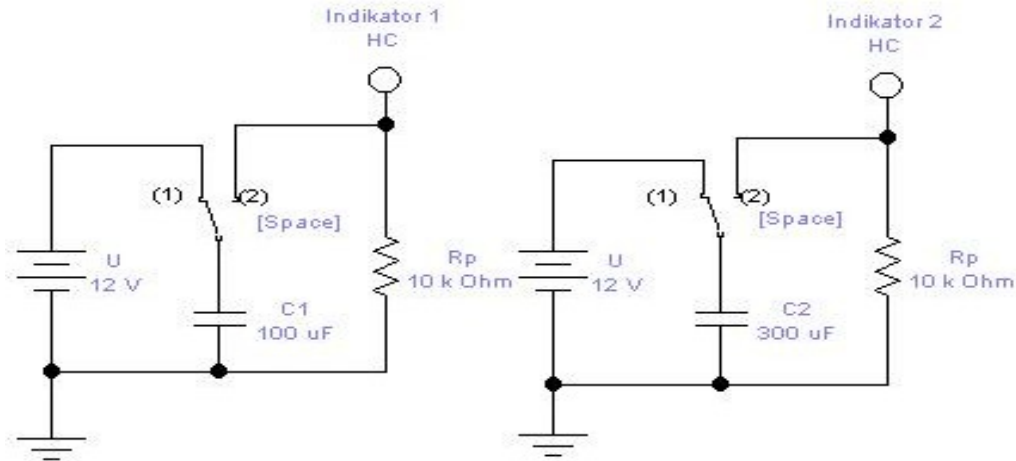 Indikator 1
HC
(1)
(2)
[Space]
U
12 V
Rp
10 k Ohm
C1
100 uF
Indikator 2
HC
(1)
(2)
[Space]
U
12 V
Rp
10 k Ohm
C2
300 uF